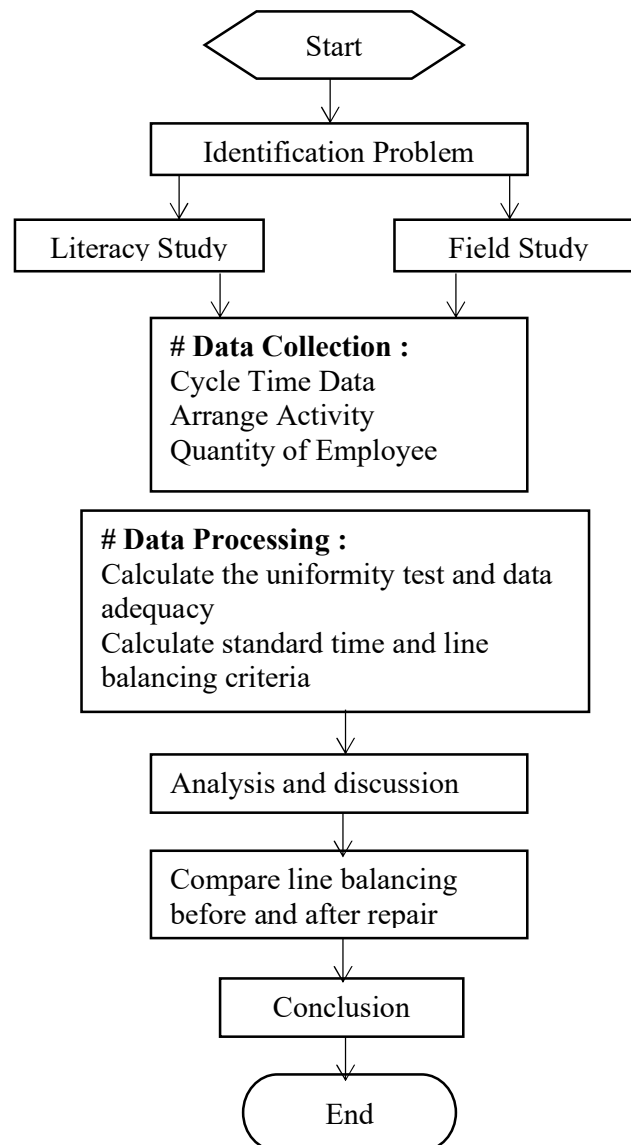 Start
Identification Problem
Literacy Study
Field Study
# Data Collection :
Cycle Time Data
Arrange Activity
Quantity of Employee
# Data Processing :
Calculate the uniformity test and data
adequacy
Calculate standard time and line
balancing criteria
Analysis and discussion
Compare line balancing
before and after repair
Conclusion
End